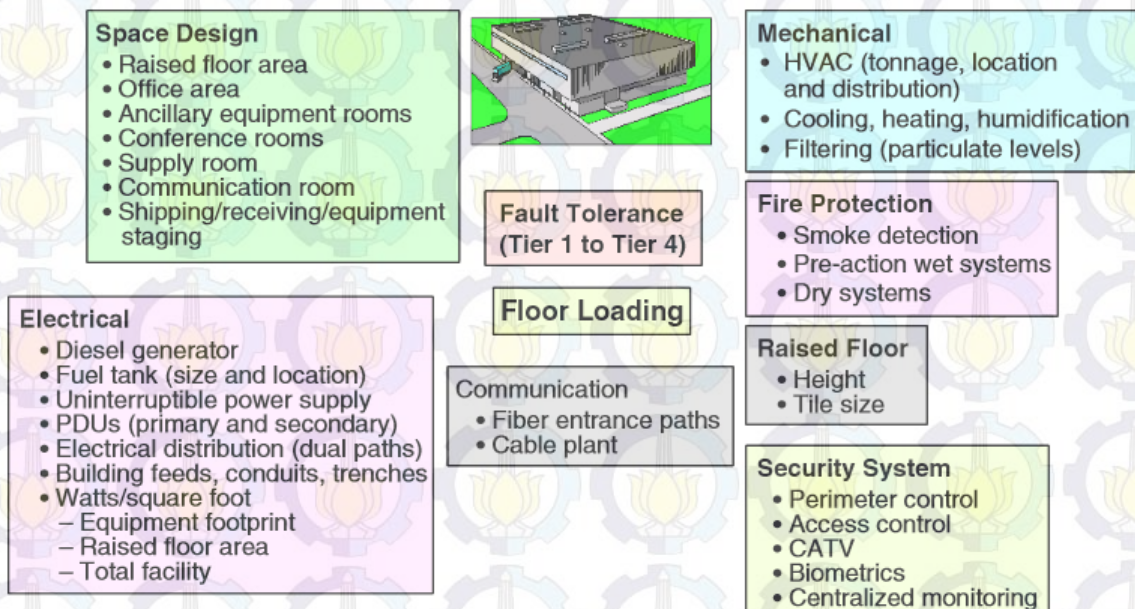 Space Design
• Raised floor area
• Office area
• Ancillary equipment rooms
• Conference rooms
• Supply room
• Communication room
• Shipping/receiving/equipment
staging
Fault Tolerance
(Tier 1 to Tier 4)
Floor Loading
Mechanical
• HVAC (tonnage, location
and distribution)
• Cooling, heating, humidification
• Filtering (particulate levels)
Fire Protection
• Smoke detection
• Pre-action wet systems
• Dry systems
Electrical
• Diesel generator
• Fuel tank (size and location)
• Uninterruptible power supply
• PDUs (primary and secondary)
• Electrical distribution (dual paths)
• Building feeds, conduits, trenches
• Watts/square foot
– Equipment footprint
– Raised floor area
– Total facility
Communication
• Fiber entrance paths
• Cable plant
Raised Floor
• Height
• Tile size
Security System
• Perimeter control
• Access control
• CATV
• Biometrics
• Centralized monitoring